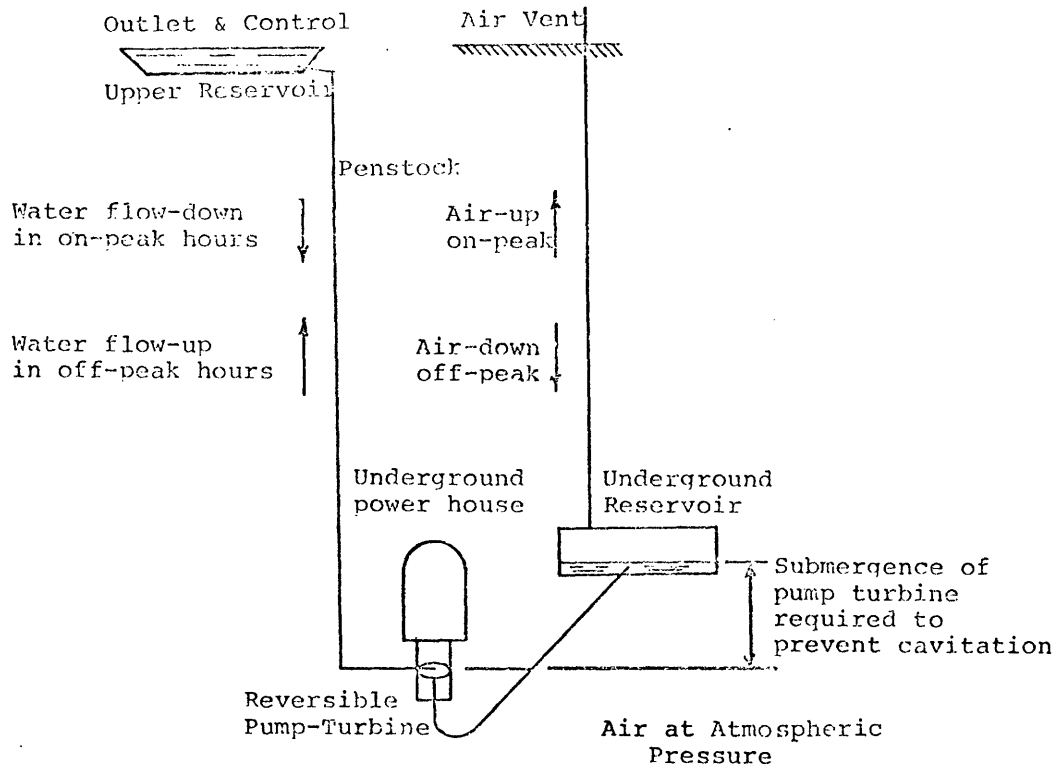 Outlet & Control
Upper Reservoir
Air Vent
Penstock
Water flow-down
in on-peak hours
Air-up
on-peak
Water flow-up
in off-peak hours
Air-down
off-peak
Underground
power house
Underground
Reservoir
Submergence of
pump turbine
required to
prevent cavitation
Reversible
Pump-Turbine
Air at Atmospheric
Pressure